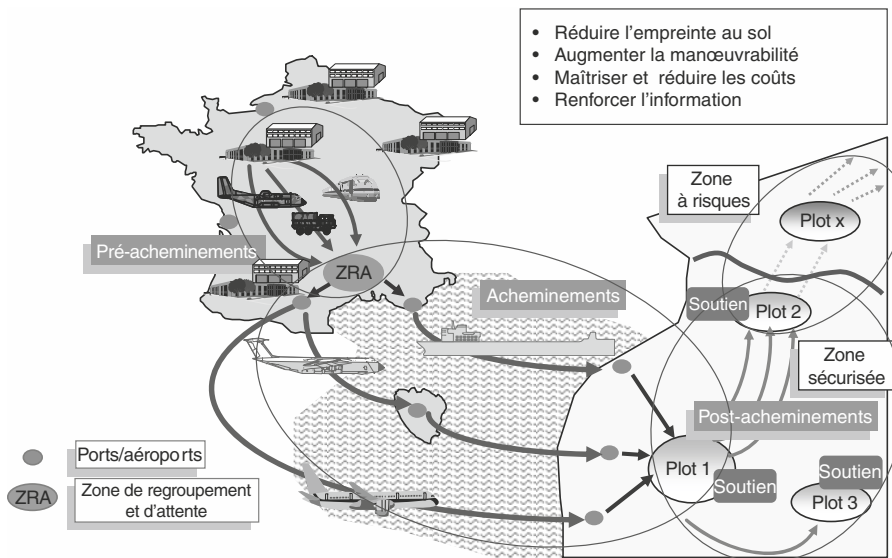 • Réduire l'empreinte au sol
• Augmenter la manœuvrabilité
• Maîtriser et réduire les coûts
• Renforcer l'information
Zone
à risques
Plot x
Pré-acheminements
ZRA
Acheminements
Soutien
Plot 2
Zone
sécurisée
Post-acheminements
Plot 1
Soutien
Soutien
Plot 3
Ports/aéroports
ZRA
Zone de regroupement
et d'attente